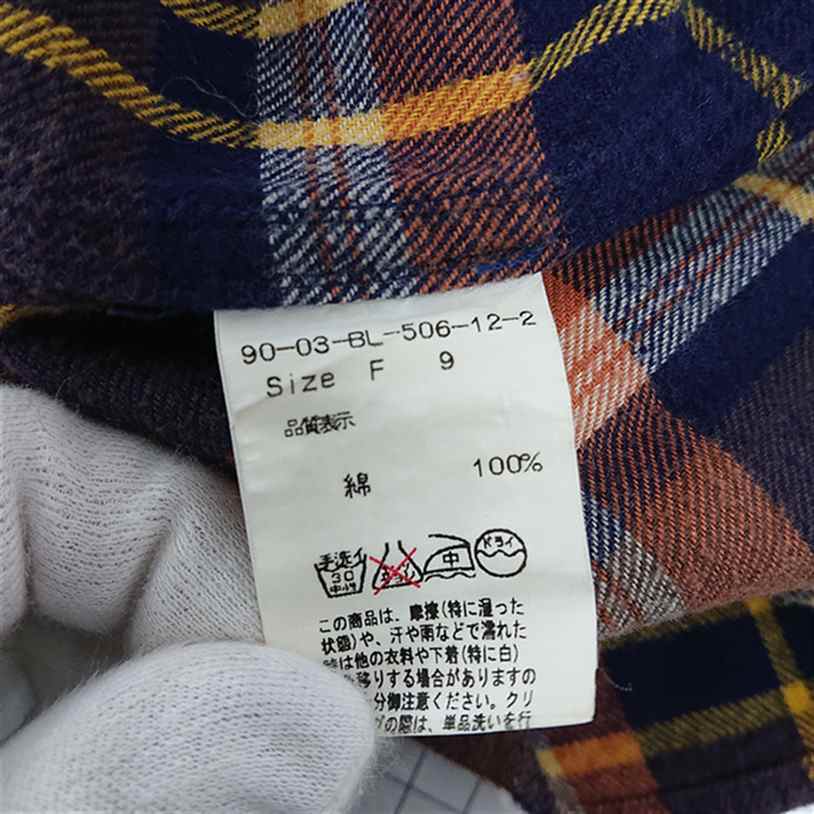 90-03-BL-506-12-2
Size F 9
品質表示
綿 100%
手洗イ 中 ドライ
30
中性
この商品は、摩擦(特に湿った
状態)や、汗や雨などで濡れた
時は他の衣料や下着(特に白)
移りする場合がありますの
分御注意ください。クリ
グの際は、単品洗いを行